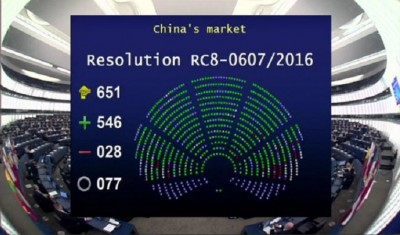 China's market
Resolution RC8-0607/2016
651
+ 546
- 028
077